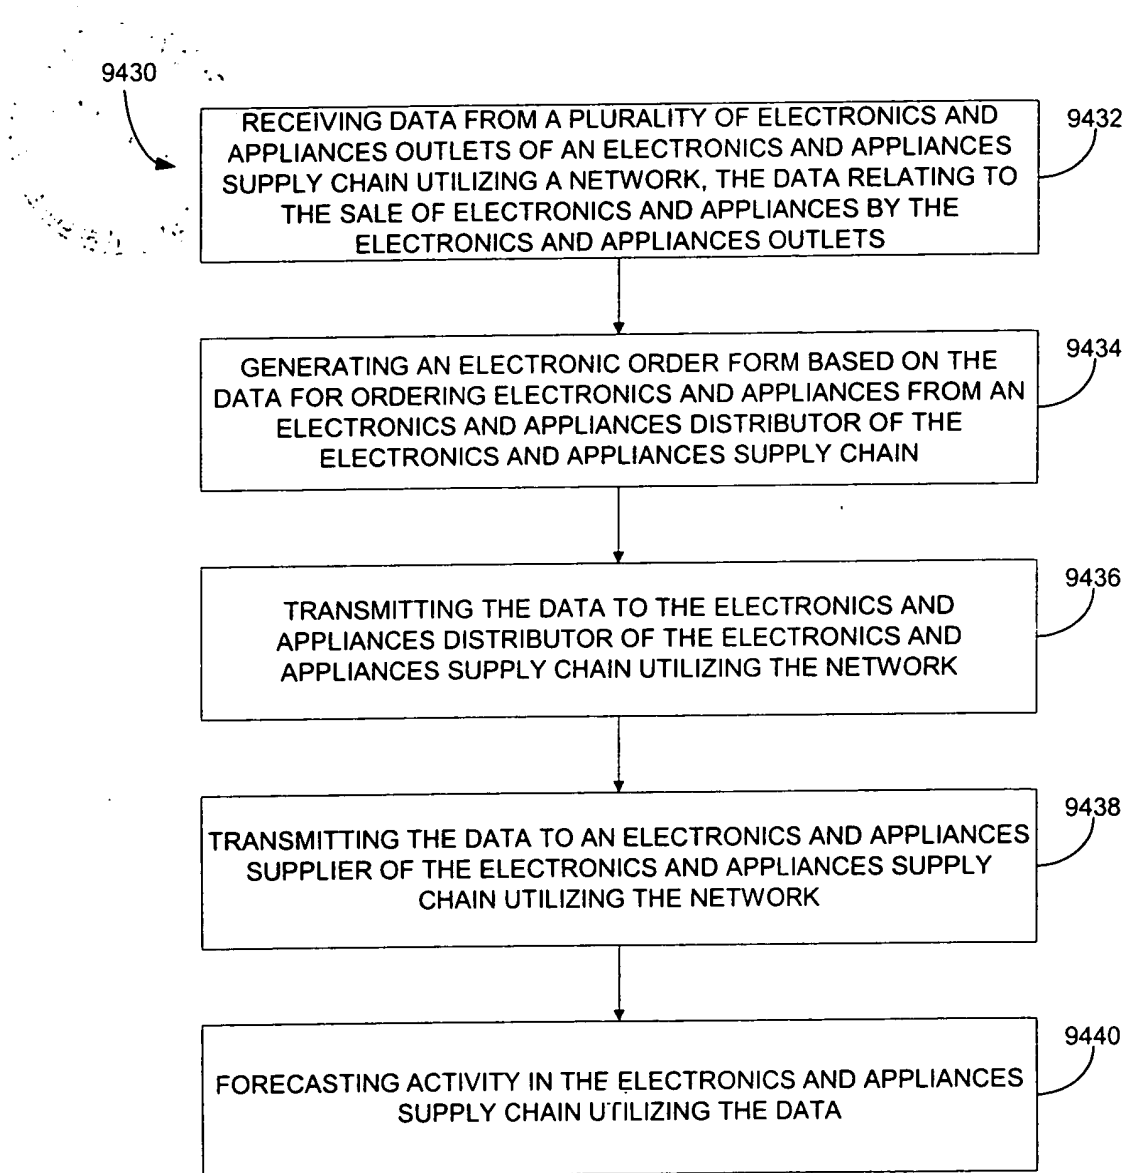 9430
RECEIVING DATA FROM A PLURALITY OF ELECTRONICS AND
APPLIANCES OUTLETS OF AN ELECTRONICS AND APPLIANCES
SUPPLY CHAIN UTILIZING A NETWORK, THE DATA RELATING TO
THE SALE OF ELECTRONICS AND APPLIANCES BY THE
ELECTRONICS AND APPLIANCES OUTLETS
9432
GENERATING AN ELECTRONIC ORDER FORM BASED ON THE
DATA FOR ORDERING ELECTRONICS AND APPLIANCES FROM AN
ELECTRONICS AND APPLIANCES DISTRIBUTOR OF THE
ELECTRONICS AND APPLIANCES SUPPLY CHAIN
9434
TRANSMITTING THE DATA TO THE ELECTRONICS AND
APPLIANCES DISTRIBUTOR OF THE ELECTRONICS AND
APPLIANCES SUPPLY CHAIN UTILIZING THE NETWORK
9436
TRANSMITTING THE DATA TO AN ELECTRONICS AND APPLIANCES
SUPPLIER OF THE ELECTRONICS AND APPLIANCES SUPPLY
CHAIN UTILIZING THE NETWORK
9438
FORECASTING ACTIVITY IN THE ELECTRONICS AND APPLIANCES
SUPPLY CHAIN UTILIZING THE DATA
9440